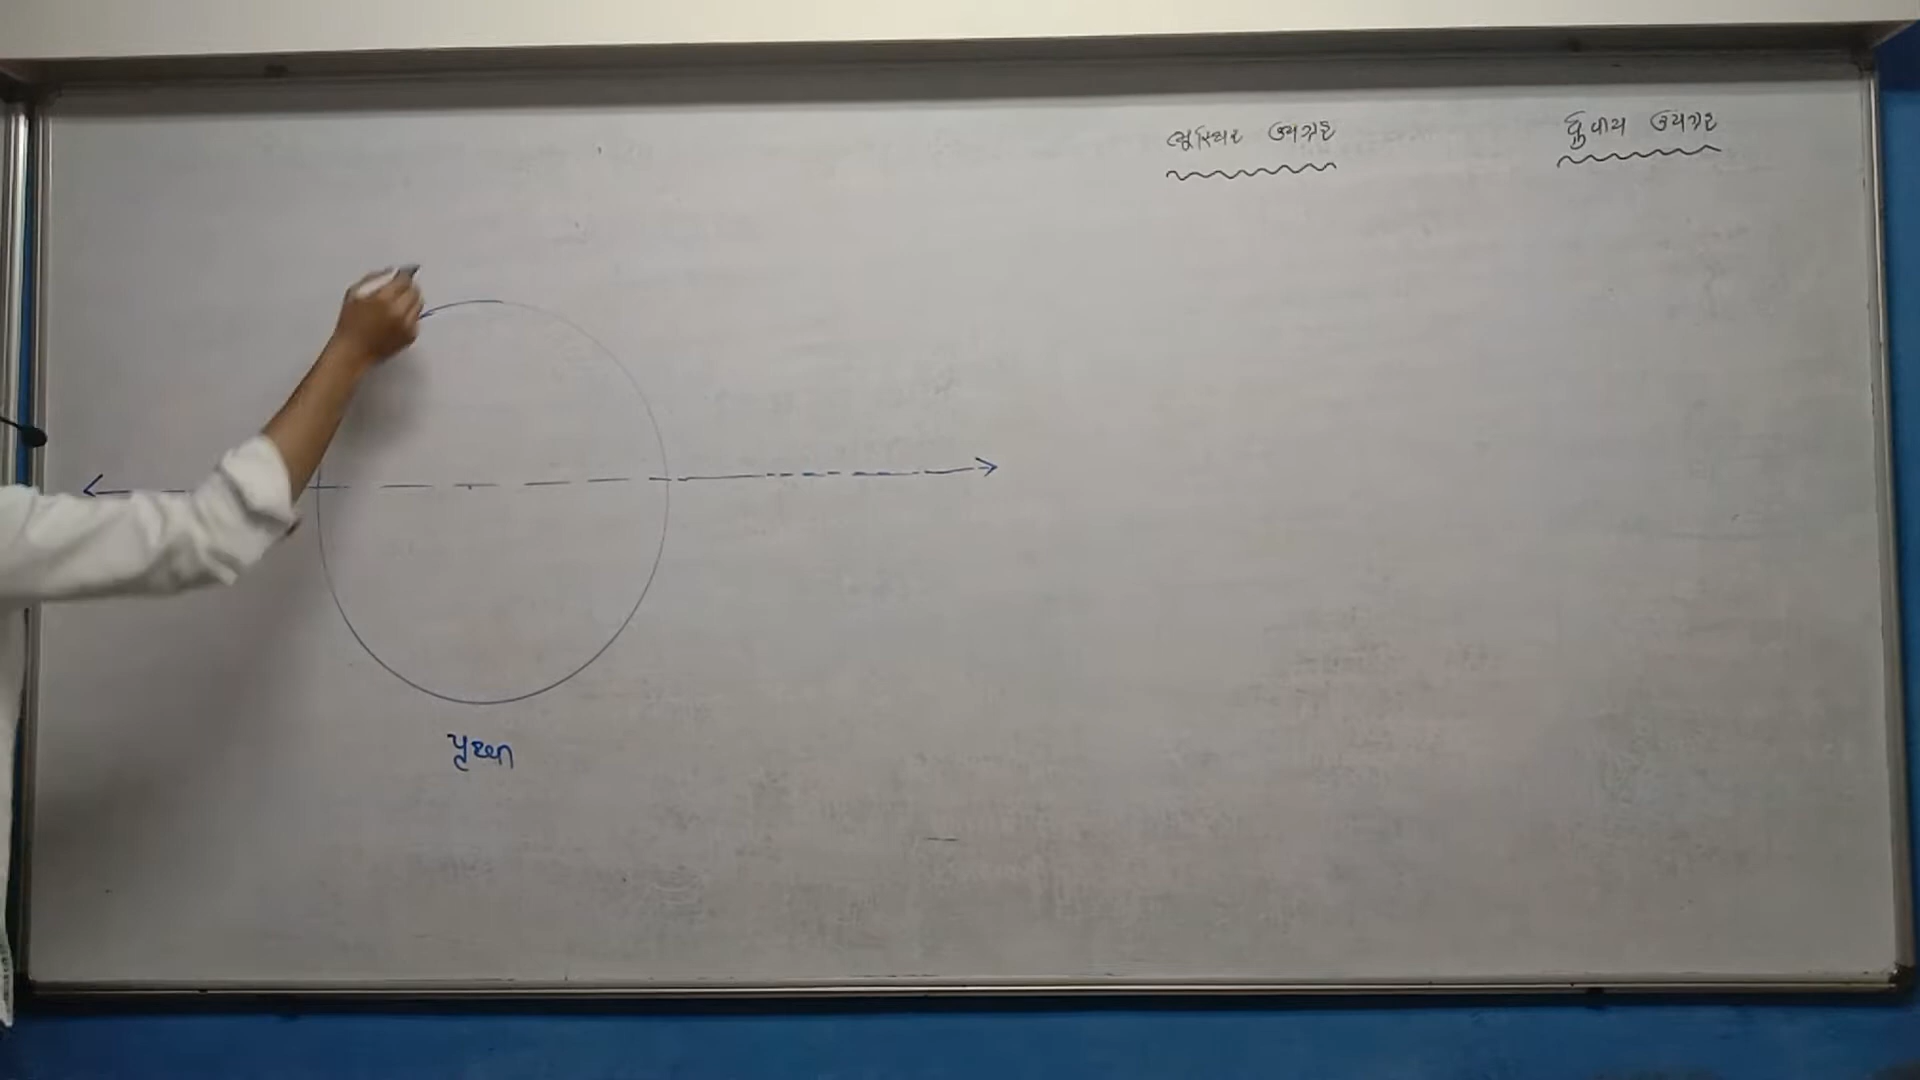 ભૂસ્થિર ઉપગ્રહ
ધ્રુવીય ઉપગ્રહ
પૃથ્વી